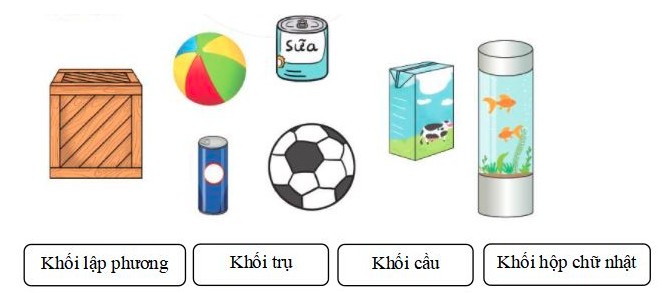 Sữa
Khối lập phương
Khối trụ
Khối cầu
Khối hộp chữ nhật